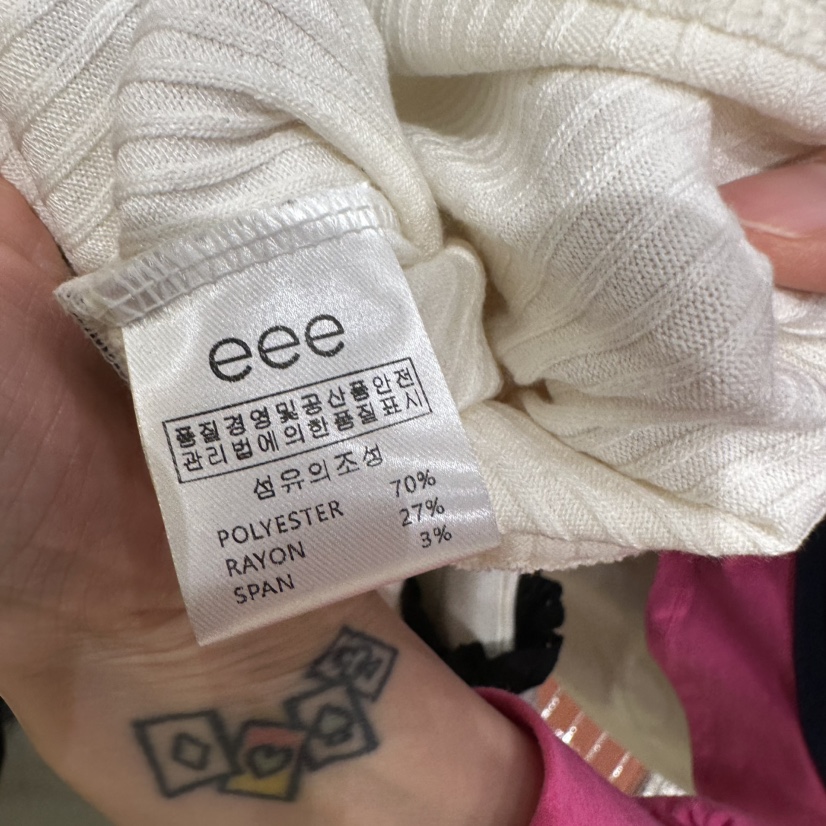 eee
품질경영및공산품안전
관리법에의한품질표시
섬유의조성
POLYESTER 70%
RAYON 27%
SPAN 3%